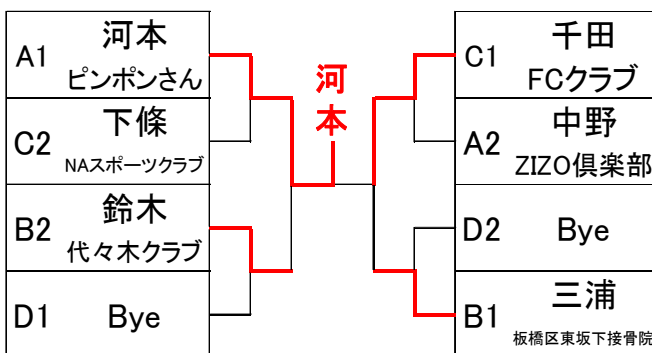 A1
河本
ピンポンさん
C2
下條
NAスポーツクラブ
B2
鈴木
代々木クラブ
D1
Bye
河本
C1
千田
FCクラブ
A2
中野
ZIZO倶楽部
D2
Bye
B1
三浦
板橋区東坂下接骨院